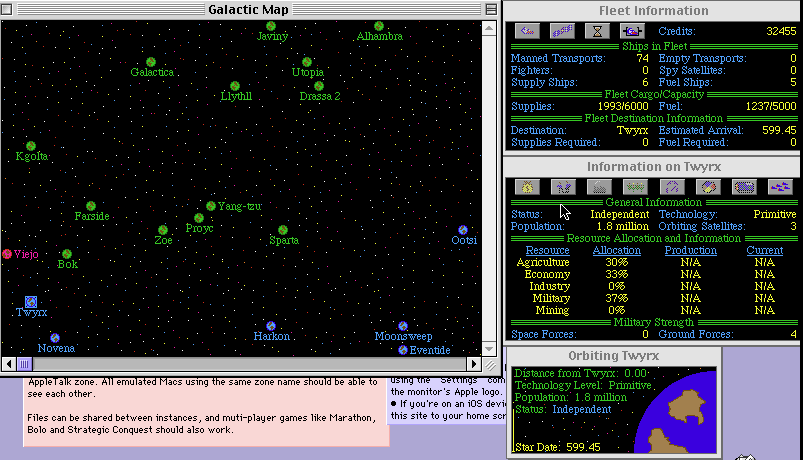 Galactic Map
Javiny
Alhambra
Galactica
Utopia
Llythll
Drassa 2
Kgolta
Farside
Yang-tzu
Proyc
Zoe
Sparta
Ootsi
Viejo
Bok
Twyrx
Novena
Harkon
Moonsweep
Eventide
Fleet Information
Credits: 32455
Ships in Fleet
Manned Transports: 74 Empty Transports: 0
Fighters: 0 Spy Satellites: 0
Supply Ships: 6 Fuel Ships: 5
Fleet Cargo/Capacity
Supplies: 1993/6000 Fuel: 1237/5000
Fleet Destination Information
Destination: Twyrx Estimated Arrival: 599.45
Supplies Required: 0 Fuel Required: 0
Information on Twyrx
General Information
Status: Independent Technology: Primitive
Population: 1.8 million Orbiting Satellites: 3
Resource Allocation and Information
Resource Allocation Production Current
Agriculture 30% N/A N/A
Economy 33% N/A N/A
Industry 0% N/A N/A
Military 37% N/A N/A
Mining 0% N/A N/A
Military Strength
Space Forces: 0 Ground Forces: 4
Orbiting Twyrx
Distance from Twyrx: 0.00
Technology Level: Primitive
Population: 1.8 million
Status: Independent
Star Date: 599.45
AppleTalk zone. All emulated Macs using the same zone name should be able to
see each other.
Files can be shared between instances, and muti-player games like Marathon,
Bolo and Strategic Conquest should also work.
using the "Settings" com
the monitor's Apple logo.
● If you're on an iOS devi
this site to your home scr